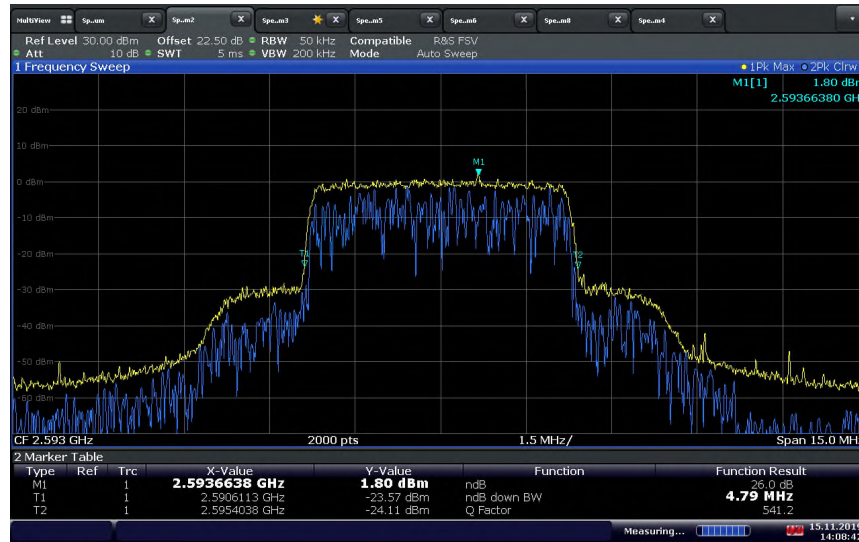 MultiView Sp..um X Sp..m2 X Spe..m3 X Spe..m5 X Spe..m6 X Spe..m8 X Spe..m4 X
Ref Level 30.00 dBm Offset 22.50 dB RBW 50 kHz Compatible R&S FSV
Att 10 dB SWT 5 ms VBW 200 kHz Mode Auto Sweep
1 Frequency Sweep 1Pk Max 2Pk Clrw
M1[1] 1.80 dBm
2.59366380 GH
20 dBm
10 dBm
M1
0 dBm
-10 dBm
-20 dBm
T1 T2
-30 dBm
-40 dBm
-50 dBm
-60 dBm
CF 2.593 GHz 2000 pts 1.5 MHz/ Span 15.0 MH
2 Marker Table
Type Ref Trc X-Value Y-Value Function Function Result
M1 1 2.5936638 GHz 1.80 dBm ndB 26.0 dB
T1 1 2.5906113 GHz -23.57 dBm ndB down BW 4.79 MHz
T2 1 2.5954038 GHz -24.11 dBm Q Factor 541.2
Measuring... 15.11.2019
14:08:42